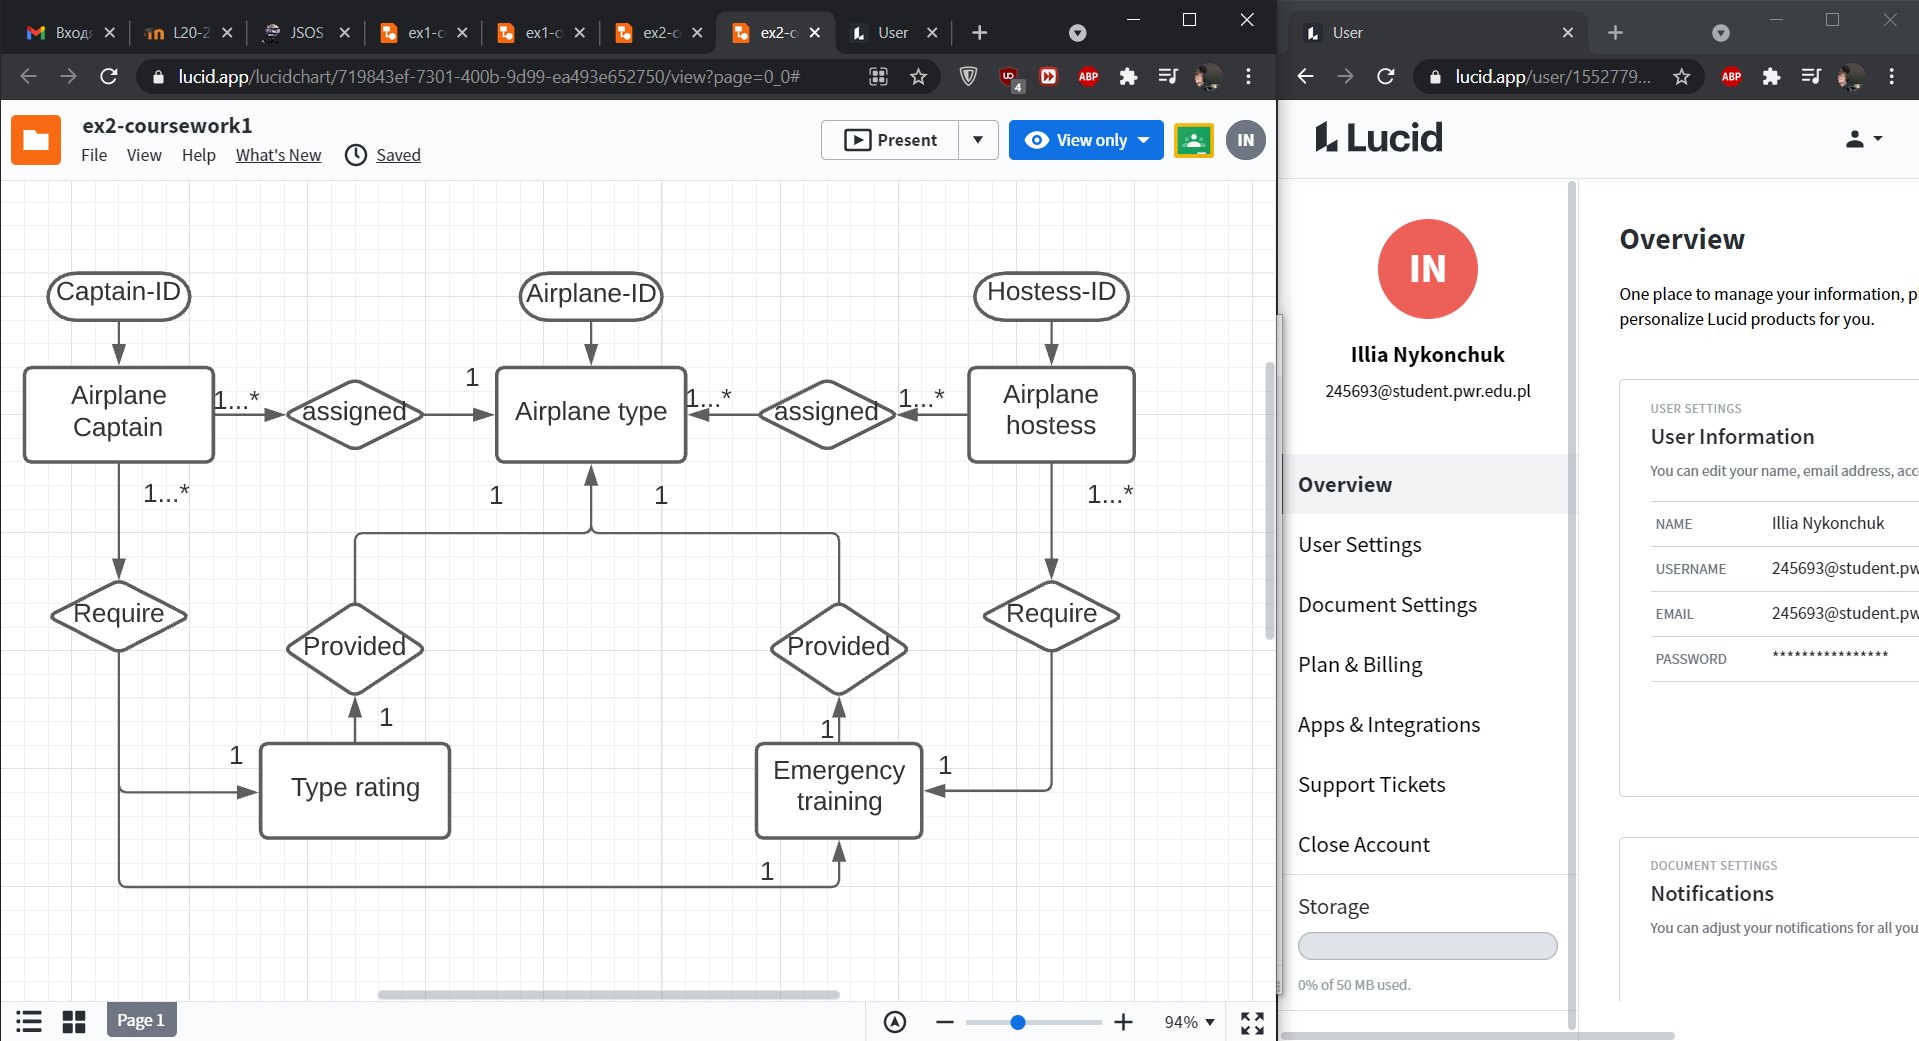 Входя
L20-2
JSOS
ex1-c
ex1-c
ex2-c
ex2-c
User
lucid.app/lucidchart/719843ef-7301-400b-9d99-ea493e652750/view?page=0_0#
UO
4
ABP
ex2-coursework1
File View Help What's New Saved
Present
View only
IN
Captain-ID
Airplane-ID
Hostess-ID
Airplane
Captain
1...*
assigned
1
Airplane type
1...*
assigned
1...*
Airplane
hostess
1...*
1
1
1...*
Require
Provided
Provided
Require
1
1
1
1
Type rating
Emergency
training
1
Page 1
94%
User
lucid.app/user/1552779...
ABP
Lucid
IN
Illia Nykonchuk
245693@student.pwr.edu.pl
Overview
User Settings
Document Settings
Plan & Billing
Apps & Integrations
Support Tickets
Close Account
Storage
0% of 50 MB used.
Overview
One place to manage your information, pl
personalize Lucid products for you.
USER SETTINGS
User Information
You can edit your name, email address, acc
NAME Illia Nykonchuk
USERNAME 245693@student.pw
EMAIL 245693@student.pw
PASSWORD ****************
DOCUMENT SETTINGS
Notifications
You can adjust your notifications for all you